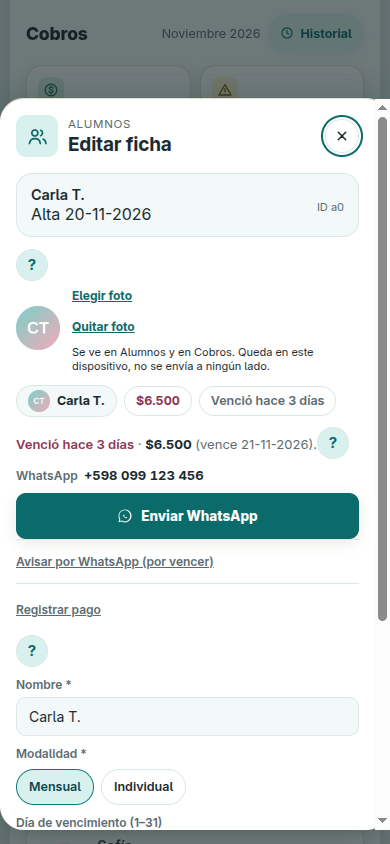 Cobros
Noviembre 2026
Historial
ALUMNOS
Editar ficha
Carla T.
Alta 20-11-2026
ID a0
?
CT
Elegir foto
Quitar foto
Se ve en Alumnos y en Cobros. Queda en este
dispositivo, no se envía a ningún lado.
CT Carla T.
$6.500
Venció hace 3 días
Venció hace 3 días · $6.500 (vence 21-11-2026).
?
WhatsApp +598 099 123 456
Enviar WhatsApp
Avisar por WhatsApp (por vencer)
Registrar pago
?
Nombre *
Carla T.
Modalidad *
Mensual
Individual
Día de vencimiento (1–31)